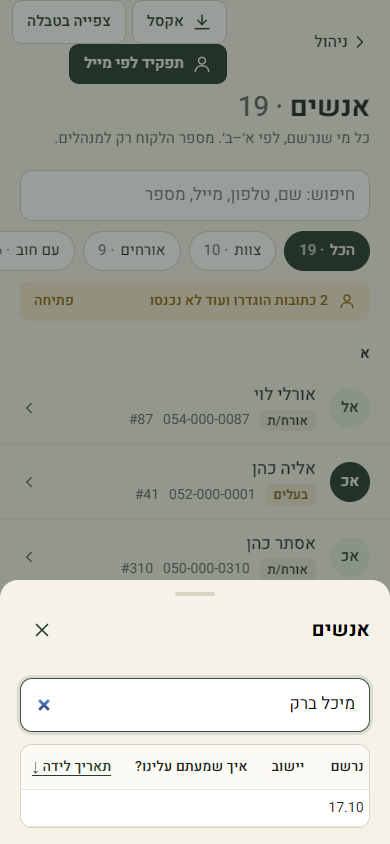 ניהול
אקסל
צפייה בטבלה
תפקיד לפי מייל
אנשים · 19
כל מי שנרשם, לפי א׳–ב׳. מספר הלקוח רק למנהלים.
חיפוש: שם, טלפון, מייל, מספר
הכל · 19
צוות · 10
אורחים · 9
עם חוב ·
2 כתובות הוגדרו ועוד לא נכנסו
פתיחה
א
אל
אורלי לוי
אורח/ת 054-000-0087 #87
אכ
אליה כהן
בעלים 052-000-0001 #41
אכ
אסתר כהן
אורח/ת 050-000-0310 #310
אנשים
מיכל ברק
נרשם
יישוב
איך שמעתם עלינו?
תאריך לידה ↓
17.10